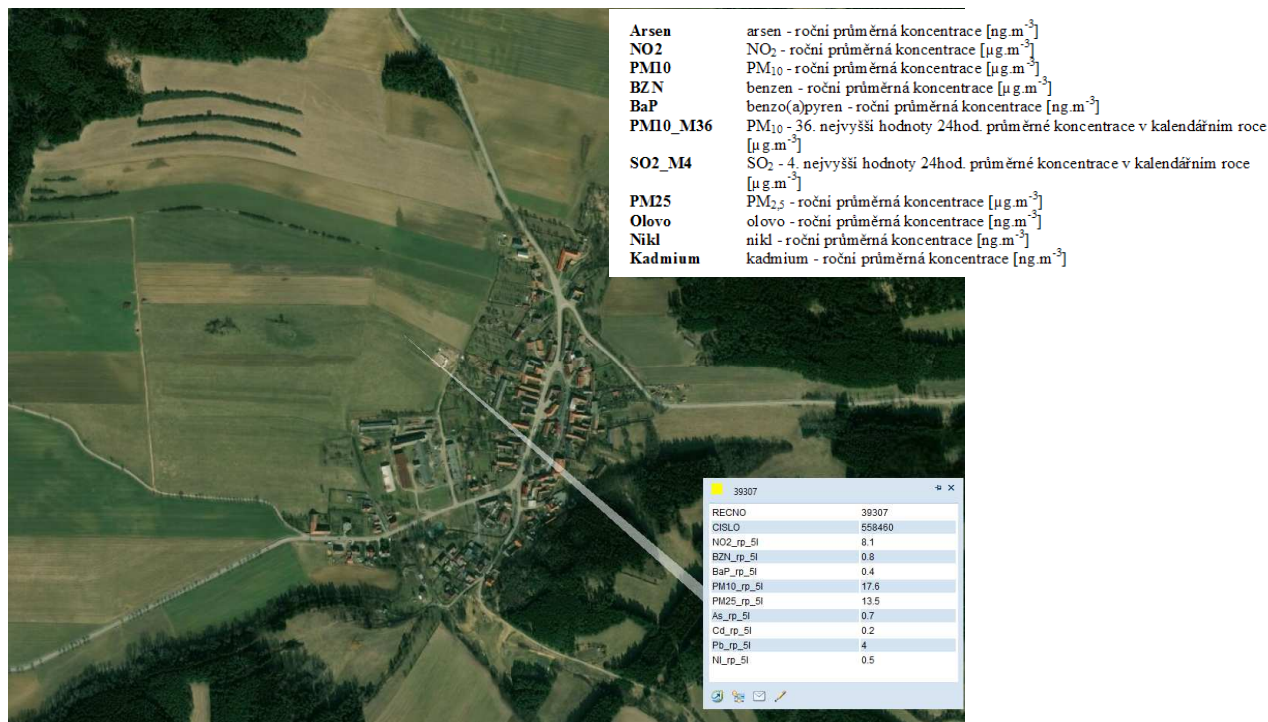 Arsen arsen - roční průměrná koncentrace [ng.m-3]
NO2 NO2 - roční průměrná koncentrace [µg.m-3]
PM10 PM10 - roční průměrná koncentrace [µg.m-3]
BZN benzen - roční průměrná koncentrace [µg.m-3]
BaP benzo(a)pyren - roční průměrná koncentrace [ng.m-3]
PM10_M36 PM10 - 36. nejvyšší hodnoty 24hod. průměrné koncentrace v kalendářním roce
[µg.m-3]
SO2_M4 SO2 - 4. nejvyšší hodnoty 24hod. průměrné koncentrace v kalendářním roce
[µg.m-3]
PM25 PM2,5 - roční průměrná koncentrace [µg.m-3]
Olovo olovo - roční průměrná koncentrace [ng.m-3]
Nikl nikl - roční průměrná koncentrace [ng.m-3]
Kadmium kadmium - roční průměrná koncentrace [ng.m-3]
39307
RECNO 39307
CISLO 558460
NO2_rp_5l 8.1
BZN_rp_5l 0.8
BaP_rp_5l 0.4
PM10_rp_5l 17.6
PM25_rp_5l 13.5
As_rp_5l 0.7
Cd_rp_5l 0.2
Pb_rp_5l 4
NI_rp_5l 0.5